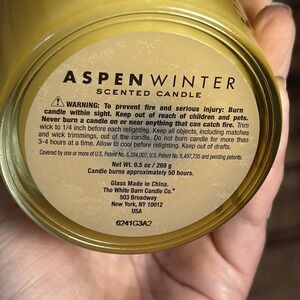 ASPEN WINTER
SCENTED CANDLE
⚠ WARNING: To prevent fire and serious injury: Burn
candle within sight. Keep out of reach of children and pets.
Never burn a candle on or near anything that can catch fire. Trim
wick to 1/4 inch before each relighting. Keep all objects, including matches
and wick trimmings, out of the candle. Do not burn candle for more than
3-4 hours at a time. Allow to cool before relighting. Keep out of drafts.
Covered by one or more of U.S. Patent No. 6,284,007, U.S. Patent No. 6,497,735 and pending patents.
Net Wt. 9.5 oz / 269 g
Candle burns approximately 50 hours.
Glass Made in China.
The White Barn Candle Co.®
503 Broadway
New York, NY 10012
USA
6241G3A2